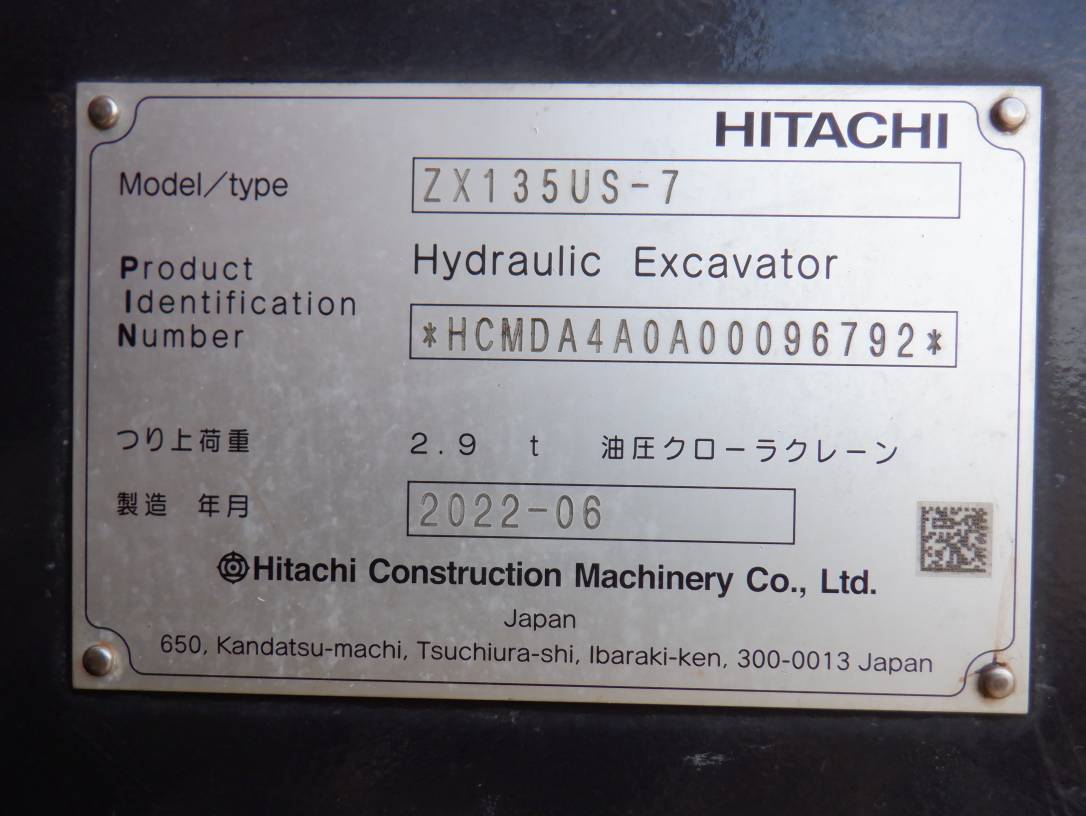 HITACHI
Model/type ZX135US-7
Product Identification Number
Hydraulic Excavator
*HCMDA4A0A00096792*
つり上荷重 2.9 t 油圧クローラクレーン
製造 年月 2022-06
Hitachi Construction Machinery Co., Ltd.
Japan
650, Kandatsu-machi, Tsuchiura-shi, Ibaraki-ken, 300-0013 Japan